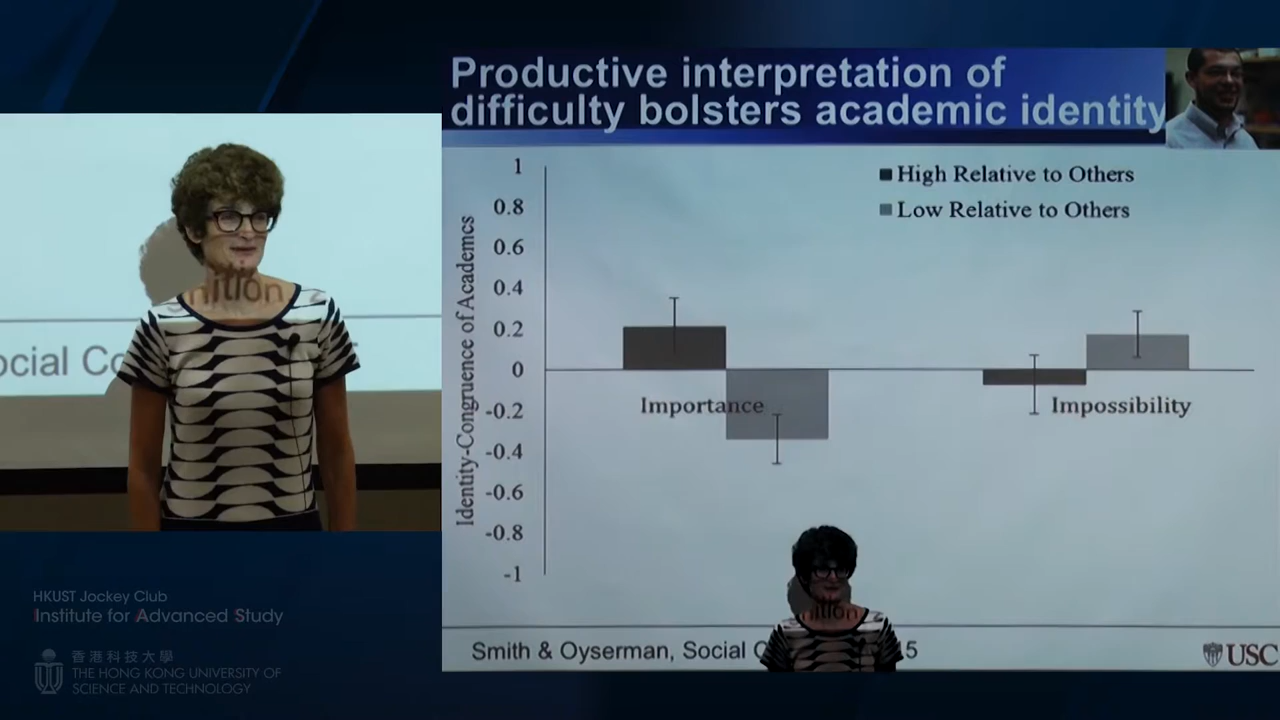 Productive interpretation of
difficulty bolsters academic identity
High Relative to Others
Low Relative to Others
Identity-Congruence of Academcs
1
0.8
0.6
0.4
0.2
0
-0.2
-0.4
-0.6
-0.8
-1
Importance
Impossibility
Smith & Oyserman, Social C
5
USC
nition
nition
ocial Co
HKUST Jockey Club
Institute for Advanced Study
香港科技大學
THE HONG KONG UNIVERSITY OF
SCIENCE AND TECHNOLOGY